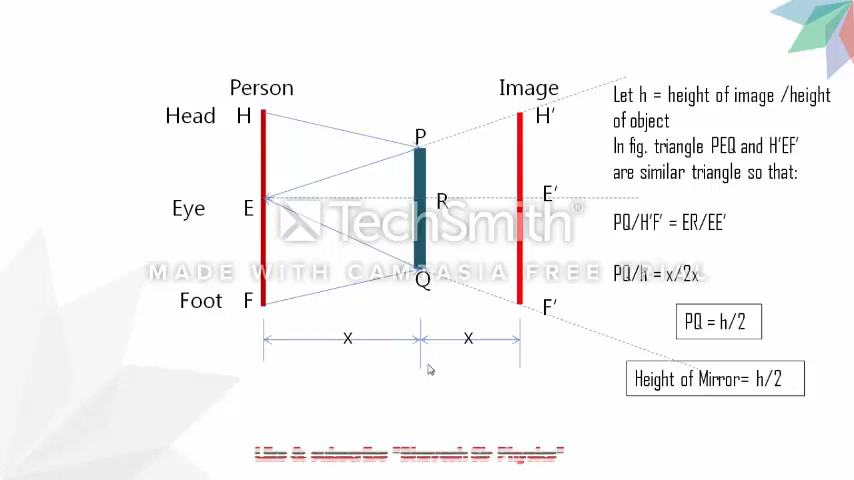 Person
Image
Head H
H'
P
Let h = height of image /height
of object
In fig. triangle PEQ and H'EF'
are similar triangle so that:
Eye E
R
E'
TechSmith®
PQ/H'F' = ER/EE'
MADE WITH CAMTASIA FREE TRIAL
PQ/h = x/2x
Q
Foot F
F'
PQ = h/2
x
x
Height of Mirror= h/2